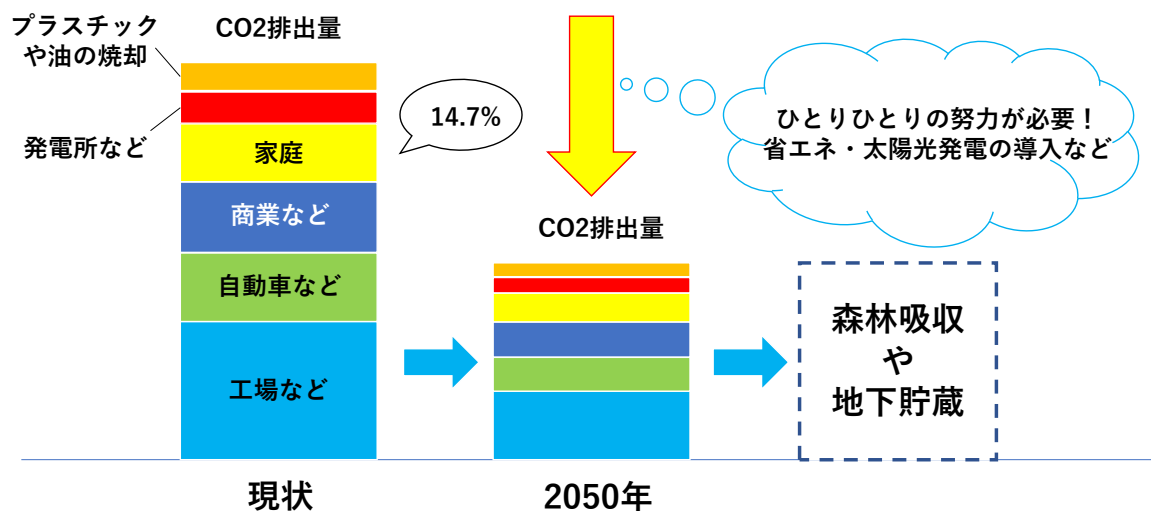 プラスチック
や油の焼却
CO2排出量
発電所など
家庭
商業など
自動車など
工場など
14.7%
ひとりひとりの努力が必要！
省エネ・太陽光発電の導入など
CO2排出量
森林吸収
や
地下貯蔵
現状
2050年